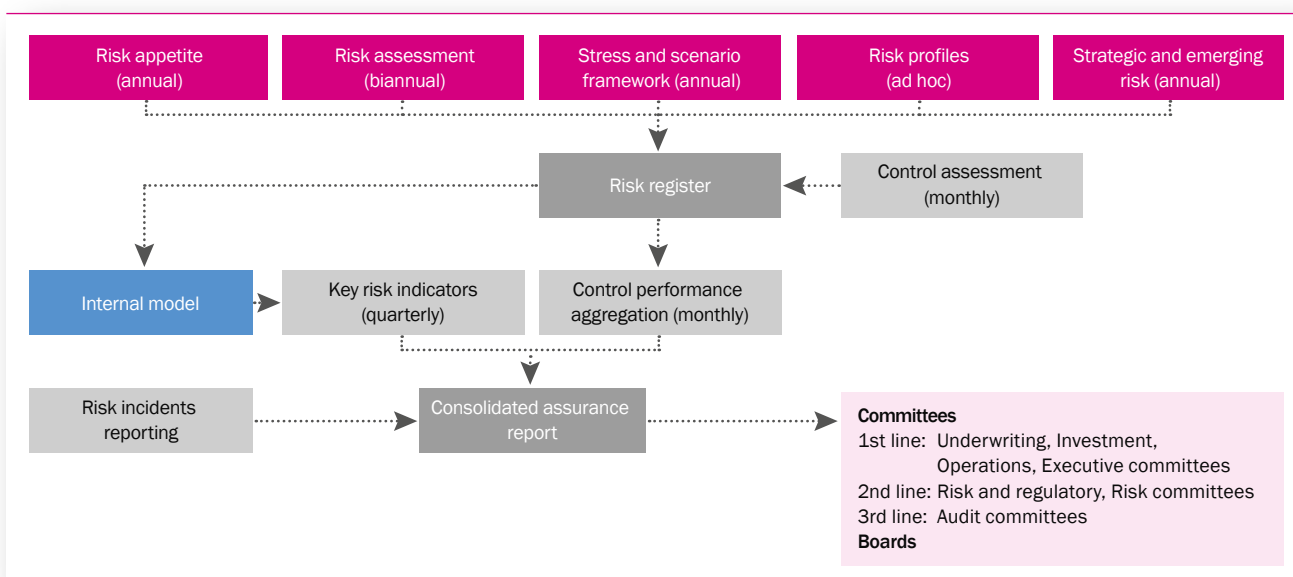 Risk appetite
(annual)
Risk assessment
(biannual)
Stress and scenario
framework (annual)
Risk profiles
(ad hoc)
Strategic and emerging
risk (annual)
Risk register
Control assessment
(monthly)
Internal model
Key risk indicators
(quarterly)
Control performance
aggregation (monthly)
Risk incidents
reporting
Consolidated assurance
report
Committees
1st line: Underwriting, Investment,
Operations, Executive committees
2nd line: Risk and regulatory, Risk committees
3rd line: Audit committees
Boards